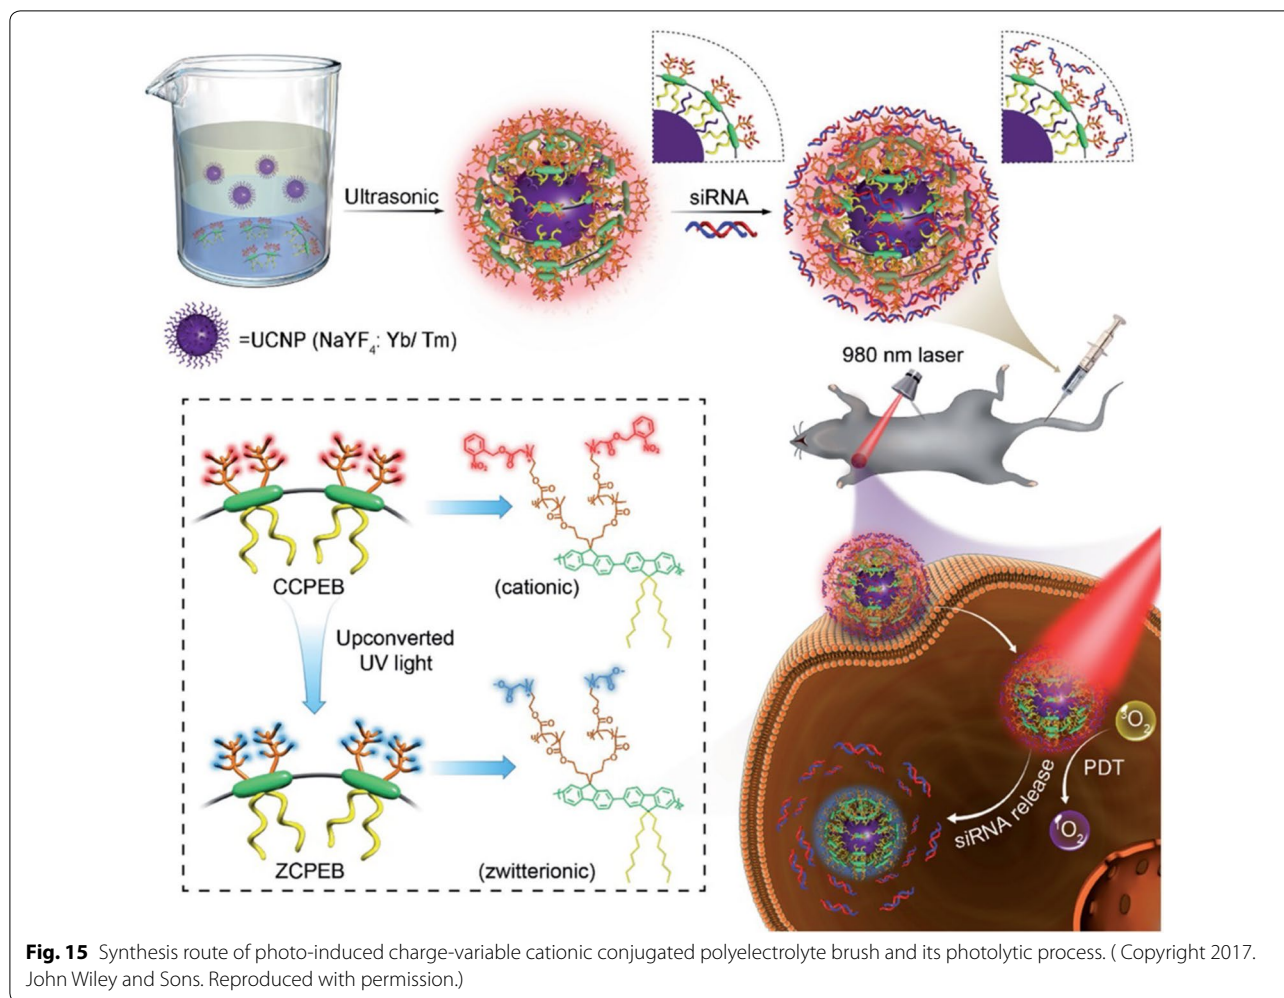 Ultrasonic
siRNA
=UCNP (NaYF₄: Yb/ Tm)
980 nm laser
CCPEB
(cationic)
Upconverted
UV light
ZCPEB
(zwitterionic)
NO₂
O
O
N
+
O
O
N
+
NO₂
³O₂
PDT
¹O₂
siRNA release
Fig. 15 Synthesis route of photo-induced charge-variable cationic conjugated polyelectrolyte brush and its photolytic process. ( Copyright 2017.
John Wiley and Sons. Reproduced with permission.)